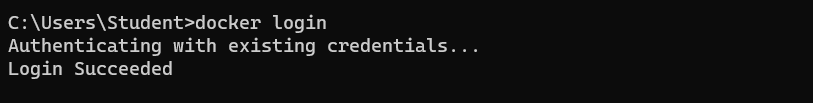 C:\Users\Student>docker login
Authenticating with existing credentials...
Login Succeeded